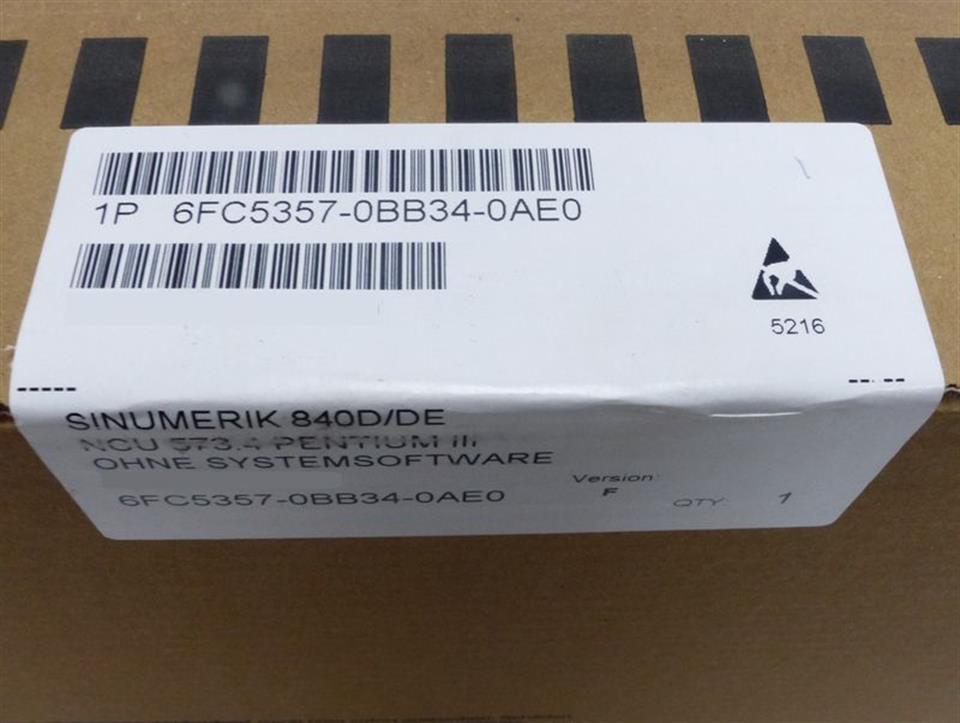 1P 6FC5357-0BB34-0AE0
5216
SINUMERIK 840D/DE
NCU 573.4 PENTIUM III
OHNE SYSTEMSOFTWARE
6FC5357-0BB34-0AE0
Version:
F
QTY: 1